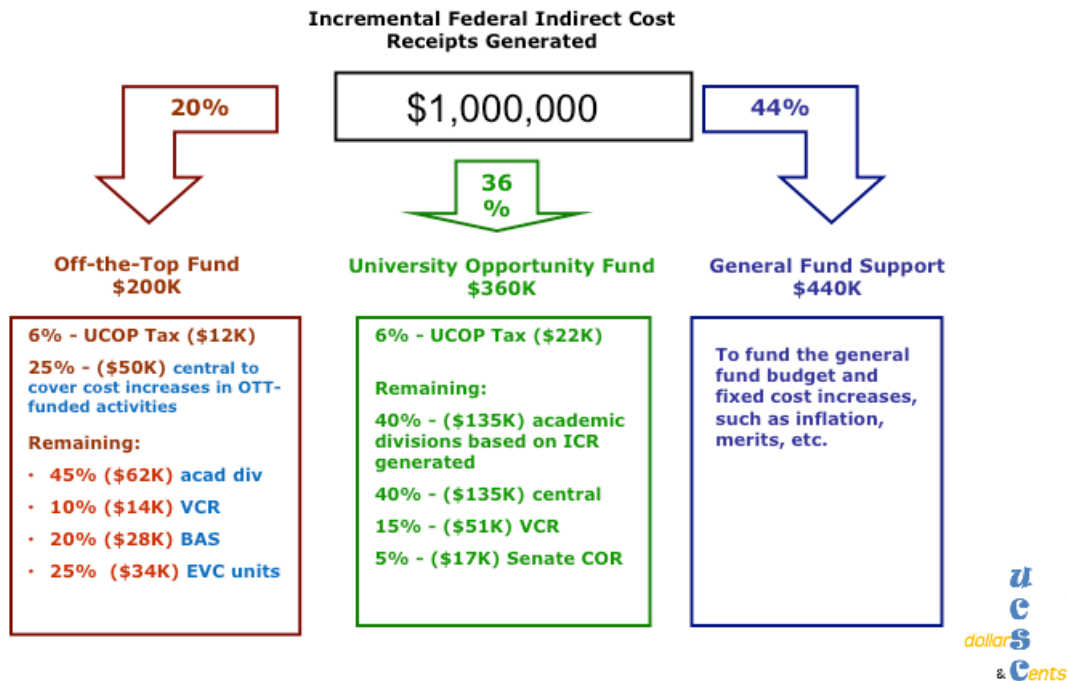 Incremental Federal Indirect Cost
Receipts Generated
$1,000,000
20%
36
%
44%
Off-the-Top Fund
$200K
6% - UCOP Tax ($12K)
25% - ($50K) central to
cover cost increases in OTT-
funded activities
Remaining:
· 45% ($62K) acad div
· 10% ($14K) VCR
· 20% ($28K) BAS
· 25% ($34K) EVC units
University Opportunity Fund
$360K
6% - UCOP Tax ($22K)
Remaining:
40% - ($135K) academic
divisions based on ICR
generated
40% - ($135K) central
15% - ($51K) VCR
5% - ($17K) Senate COR
General Fund Support
$440K
To fund the general
fund budget and
fixed cost increases,
such as inflation,
merits, etc.
u
c
dollars
& cents